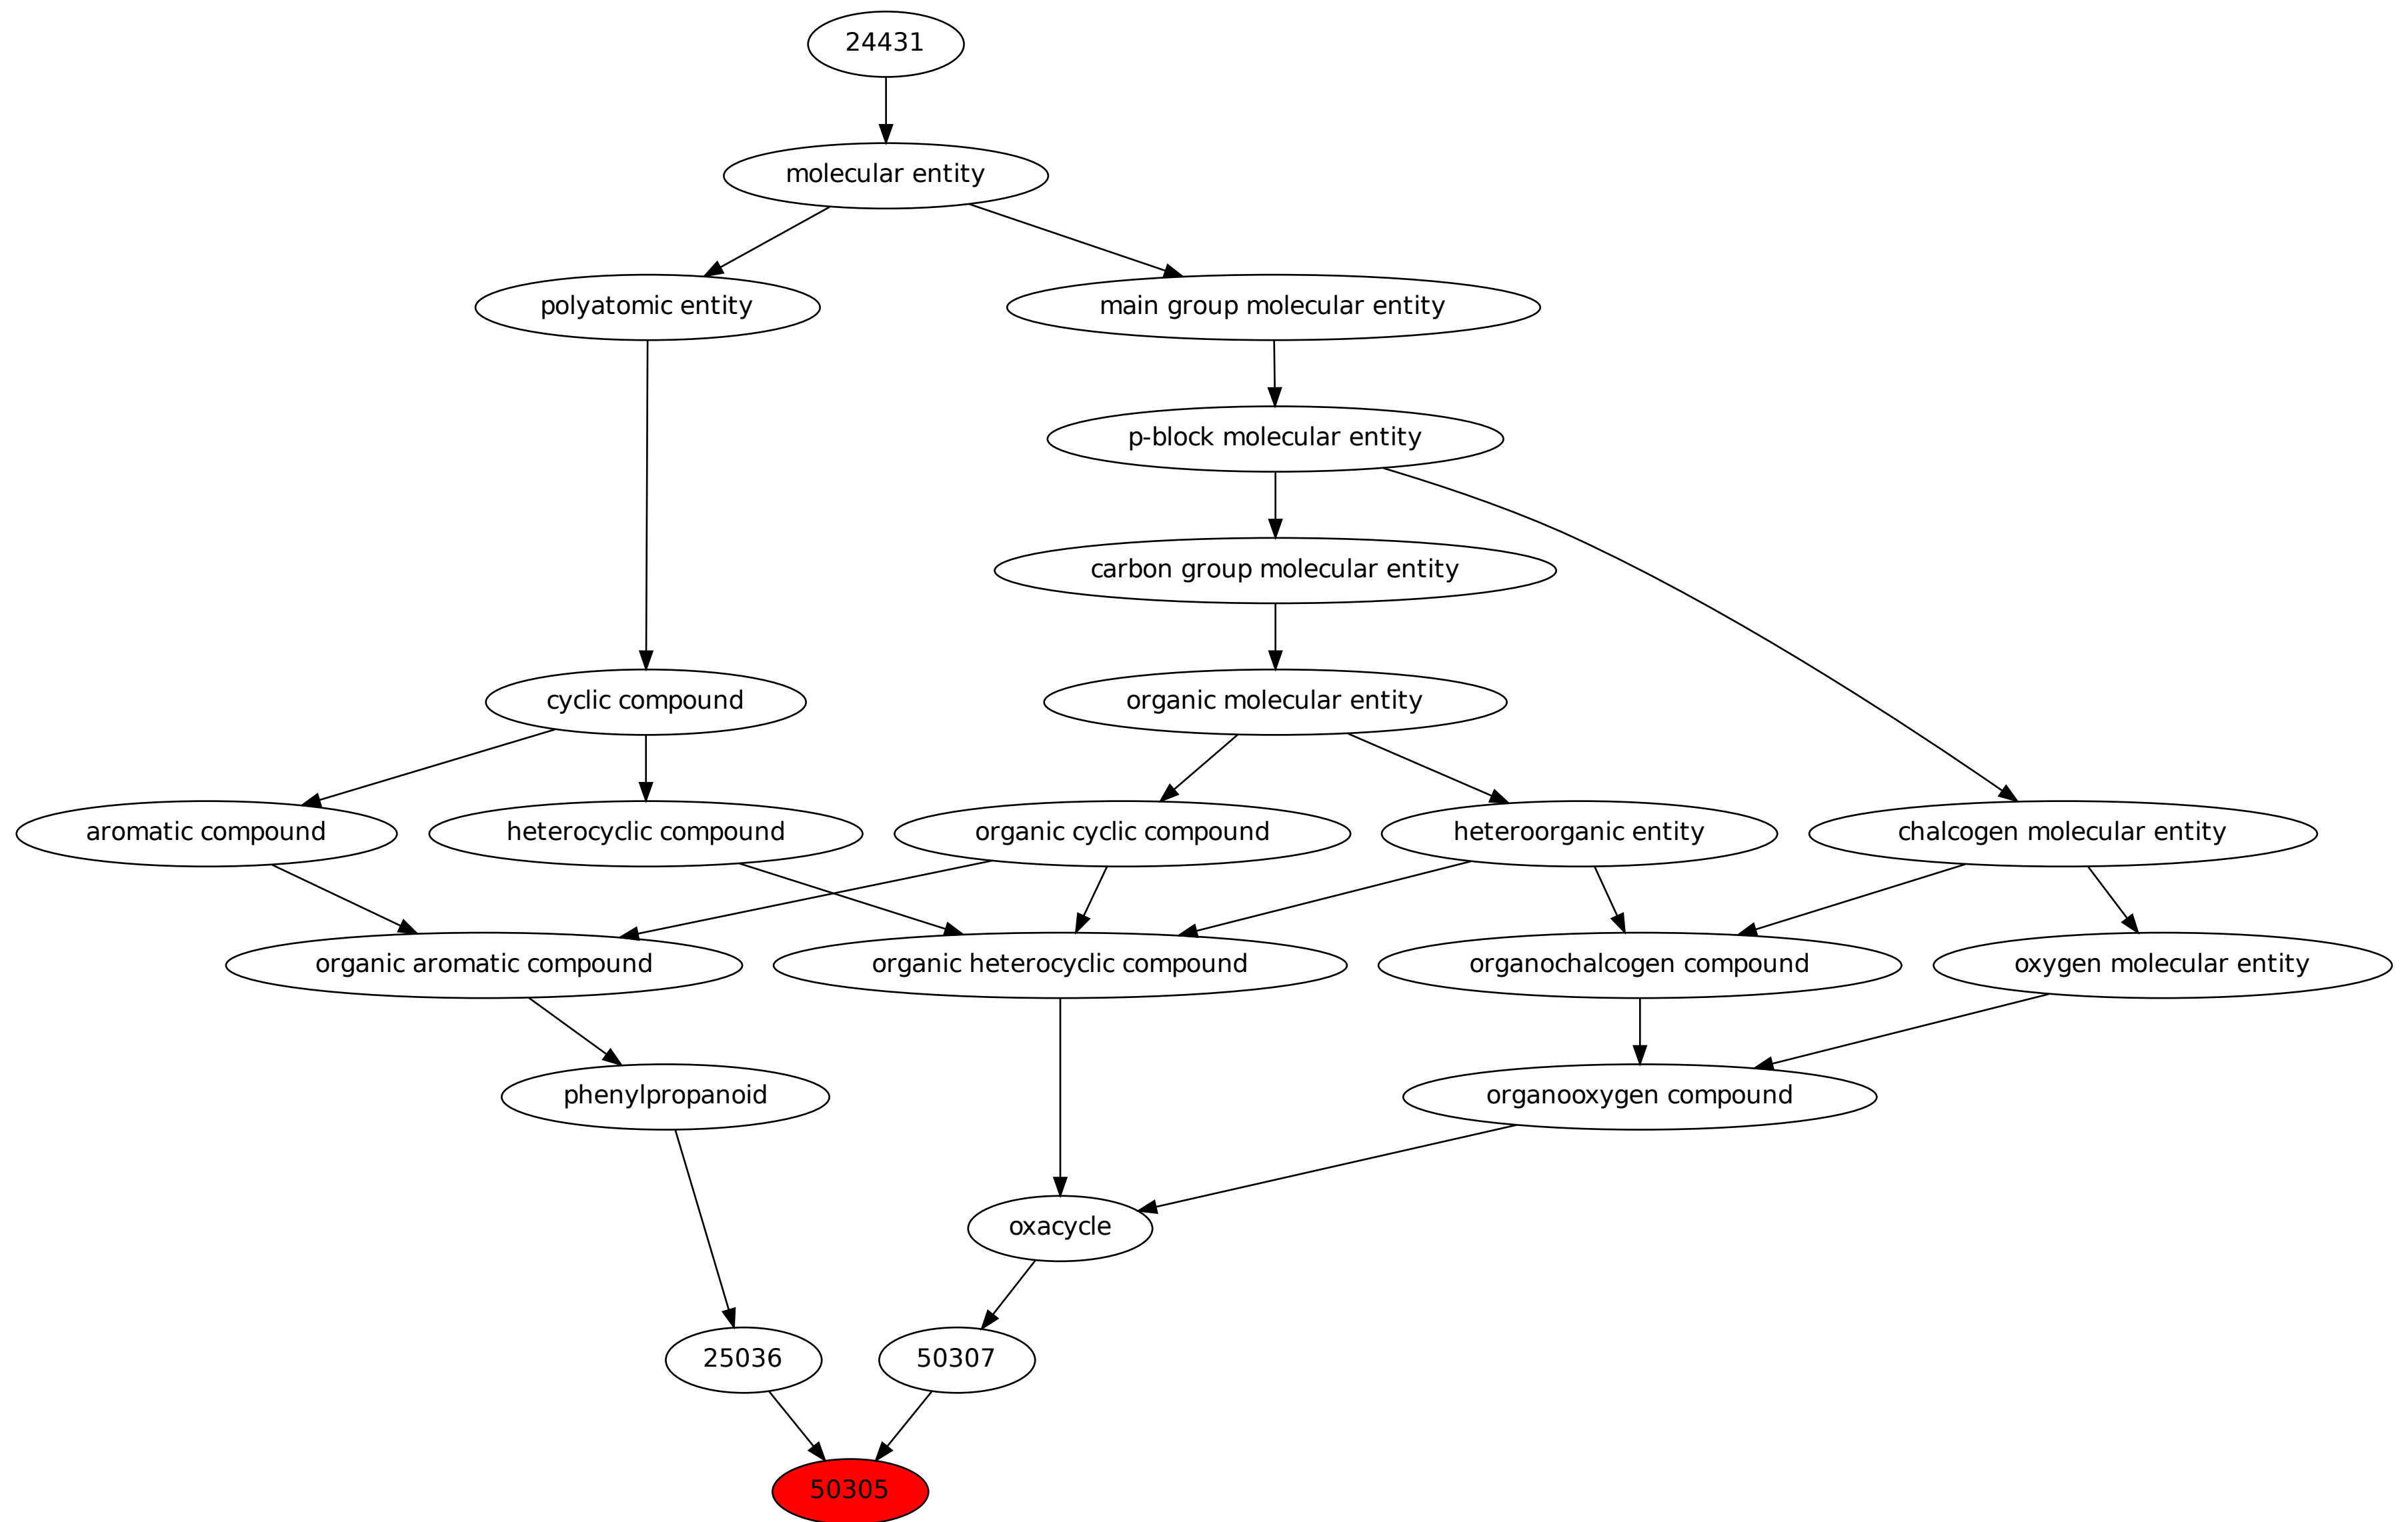 24431
molecular entity
polyatomic entity
main group molecular entity
p-block molecular entity
carbon group molecular entity
cyclic compound
organic molecular entity
aromatic compound
heterocyclic compound
organic cyclic compound
heteroorganic entity
chalcogen molecular entity
organic aromatic compound
organic heterocyclic compound
organochalcogen compound
oxygen molecular entity
phenylpropanoid
organooxygen compound
oxacycle
25036
50307
50305